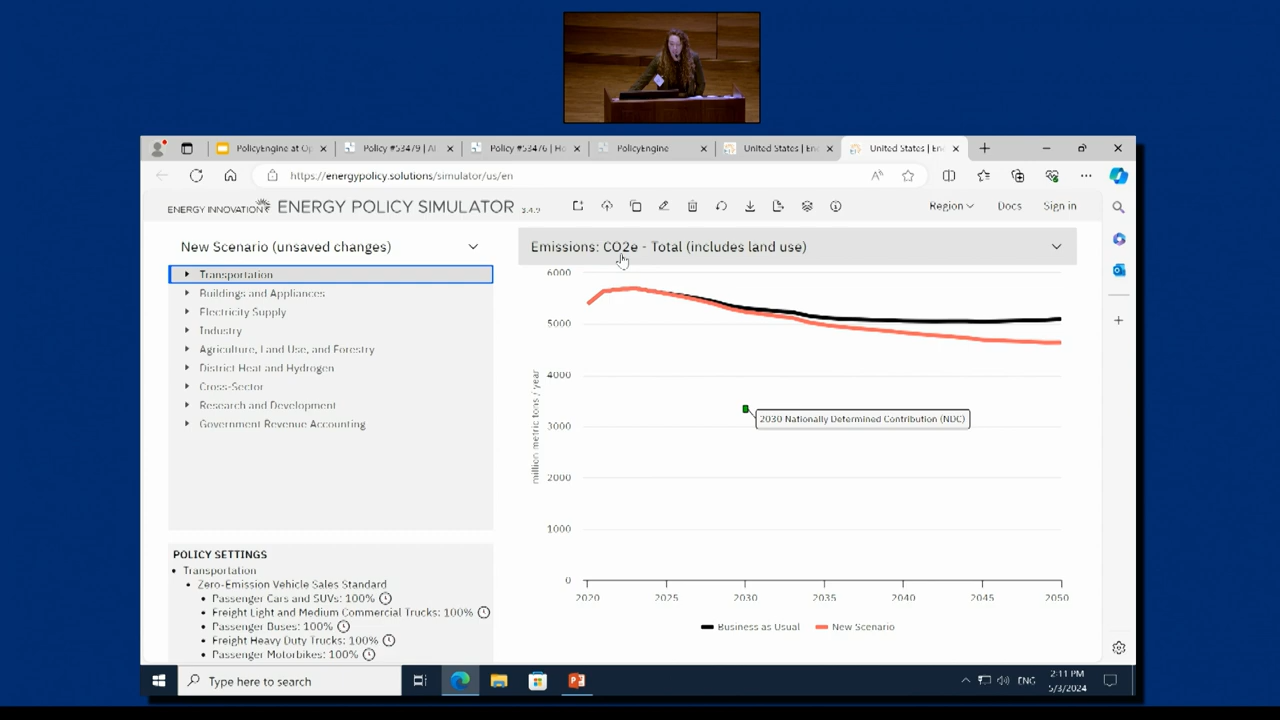 PolicyEngine at Op
Policy #53479 | Al
Policy #53476 | Ho
PolicyEngine
United States | En
United States | En
https://energypolicy.solutions/simulator/us/en
ENERGY INNOVATION ENERGY POLICY SIMULATOR 3.4.9
Region
Docs
Sign in
New Scenario (unsaved changes)
Transportation
Buildings and Appliances
Electricity Supply
Industry
Agriculture, Land Use, and Forestry
District Heat and Hydrogen
Cross-Sector
Research and Development
Government Revenue Accounting
POLICY SETTINGS
Transportation
Zero-Emission Vehicle Sales Standard
Passenger Cars and SUVs: 100%
Freight Light and Medium Commercial Trucks: 100%
Passenger Buses: 100%
Freight Heavy Duty Trucks: 100%
Passenger Motorbikes: 100%
Emissions: CO2e - Total (includes land use)
million metric tons / year
6000
5000
4000
3000
2000
1000
0
2030 Nationally Determined Contribution (NDC)
2020 2025 2030 2035 2040 2045 2050
Business as Usual New Scenario
Type here to search
ENG
2:11 PM
5/3/2024